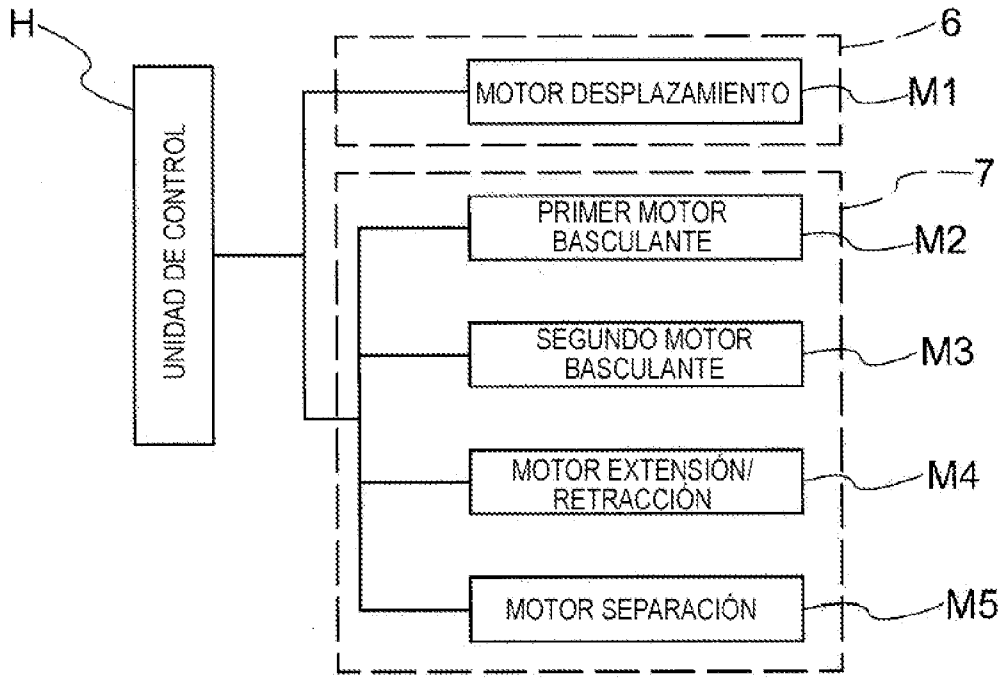 H
6
MOTOR DESPLAZAMIENTO
M1
UNIDAD DE CONTROL
7
PRIMER MOTOR
BASCULANTE
M2
SEGUNDO MOTOR
BASCULANTE
M3
MOTOR EXTENSIÓN/
RETRACCIÓN
M4
MOTOR SEPARACIÓN
M5